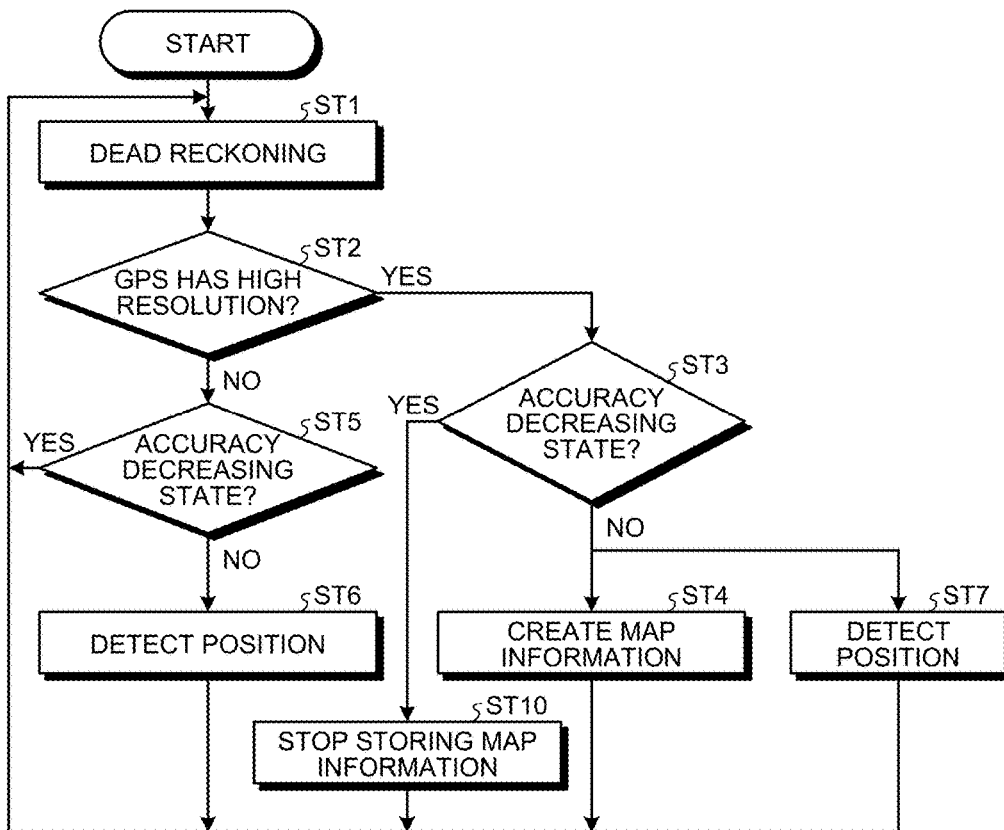 START
ST1
DEAD RECKONING
ST2
GPS HAS HIGH
RESOLUTION?
YES
NO
ST3
ACCURACY
DECREASING
STATE?
YES
NO
ST5
ACCURACY
DECREASING
STATE?
YES
NO
ST6
DETECT POSITION
ST4
CREATE MAP
INFORMATION
ST7
DETECT
POSITION
ST10
STOP STORING MAP
INFORMATION